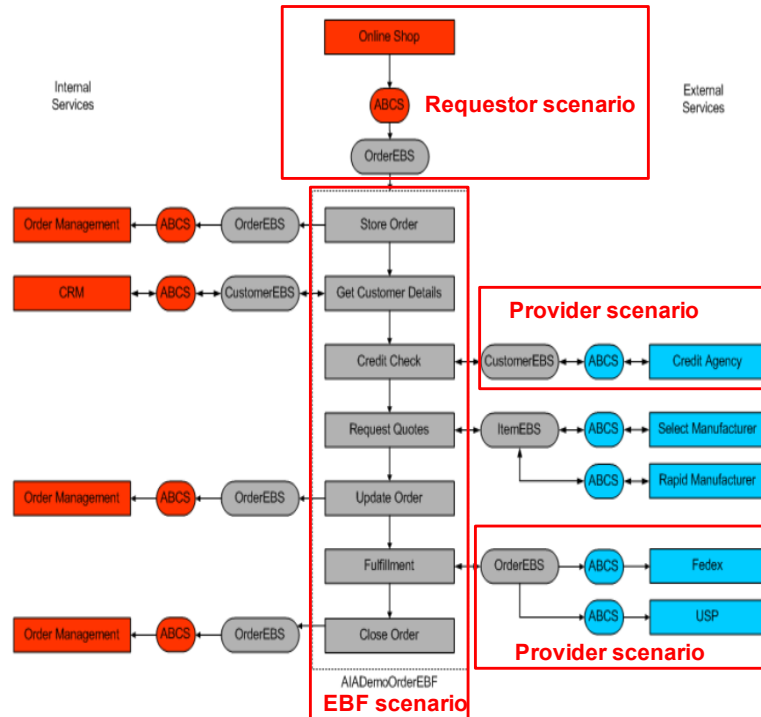 Online Shop
Internal
Services
External
Services
ABCS
Requestor scenario
OrderEBS
Order Management
ABCS
OrderEBS
Store Order
CRM
ABCS
CustomerEBS
Get Customer Details
Provider scenario
Credit Check
CustomerEBS
ABCS
Credit Agency
Request Quotes
ItemEBS
ABCS
Select Manufacturer
ABCS
Rapid Manufacturer
Order Management
ABCS
OrderEBS
Update Order
Fulfillment
OrderEBS
ABCS
Fedex
ABCS
USP
Order Management
ABCS
OrderEBS
Close Order
Provider scenario
AIADemoOrderEBF
EBF scenario